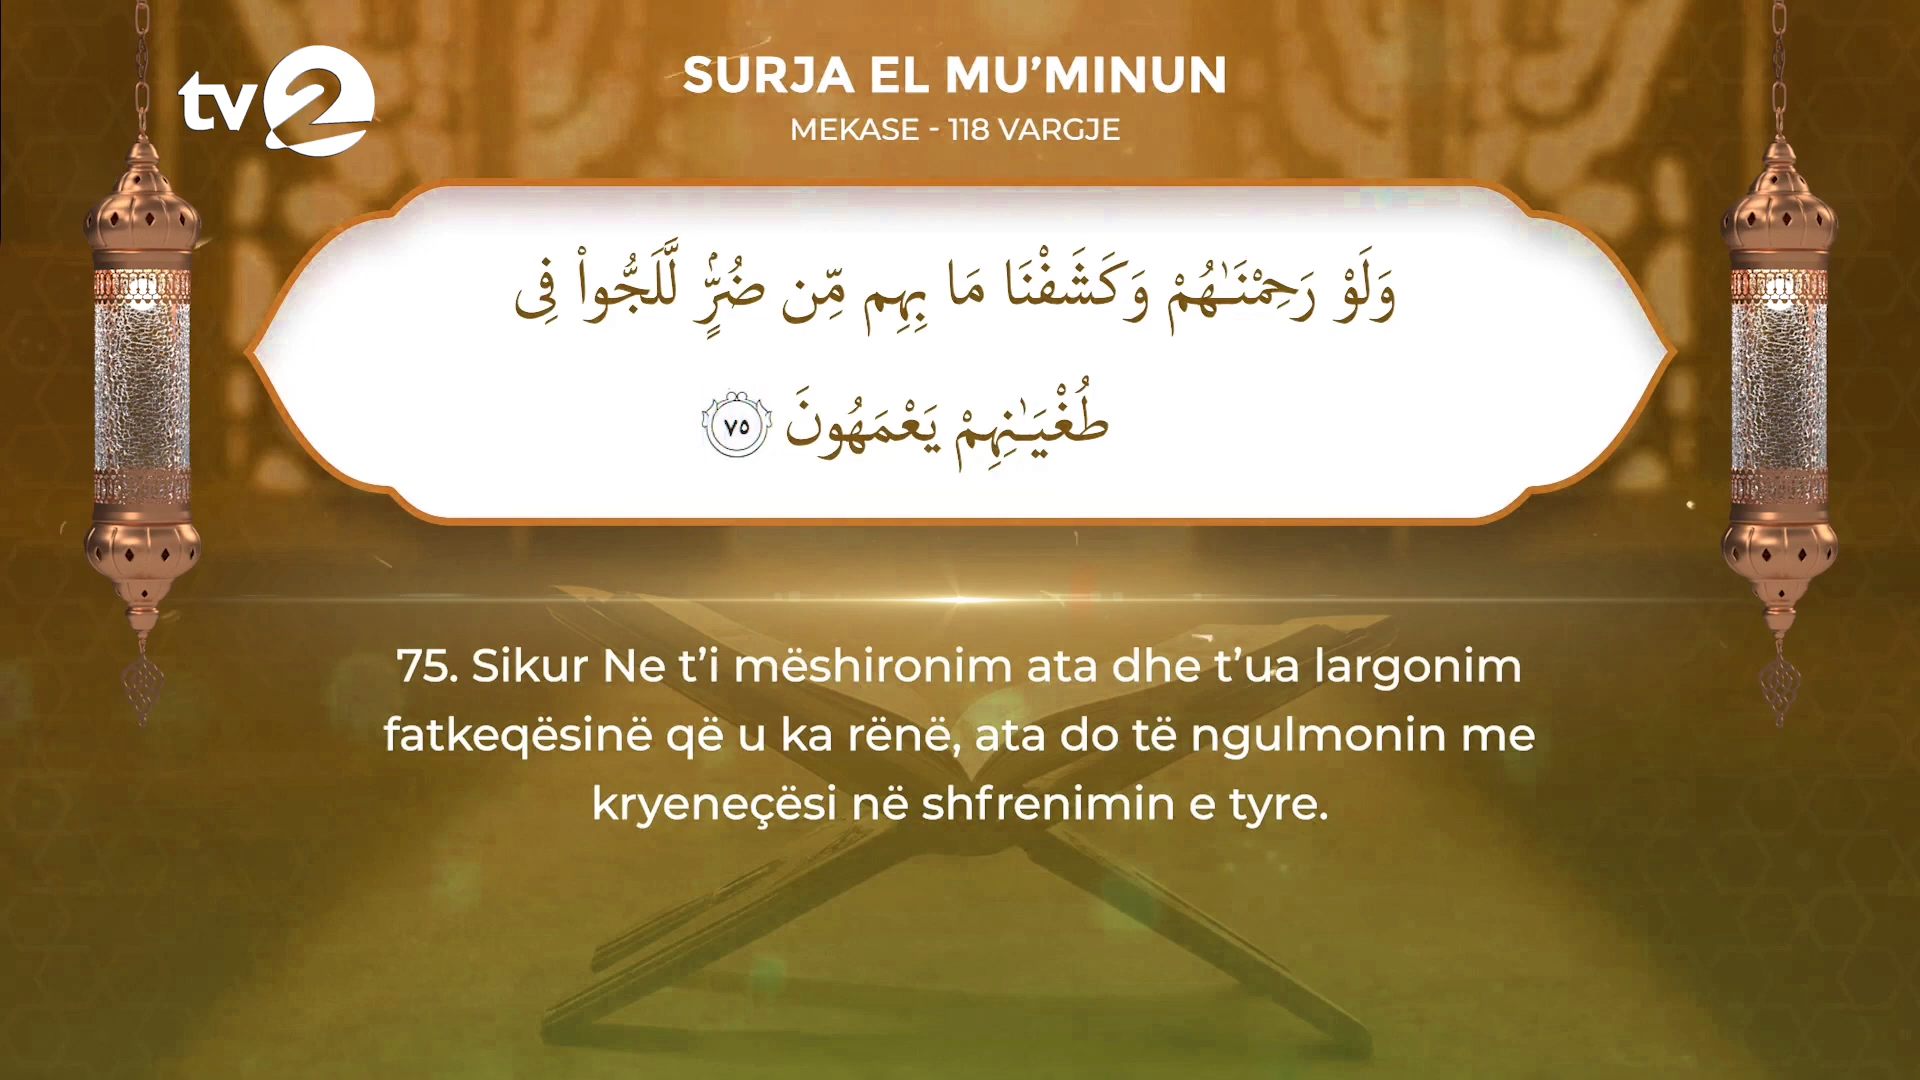 tv2
SURJA EL MU’MINUN
MEKASE - 118 VARGJE
وَلَوْ رَحِمْنَـٰهُمْ وَكَشَفْنَا مَا بِهِم مِّن ضُرٍّۢ لَّلَجُّوا۟ فِى
طُغْيَـٰنِهِمْ يَعْمَهُونَ ٧٥
75. Sikur Ne t’i mëshironim ata dhe t’ua largonim
fatkeqësinë që u ka rënë, ata do të ngulmonin me
kryeneçësi në shfrenimin e tyre.